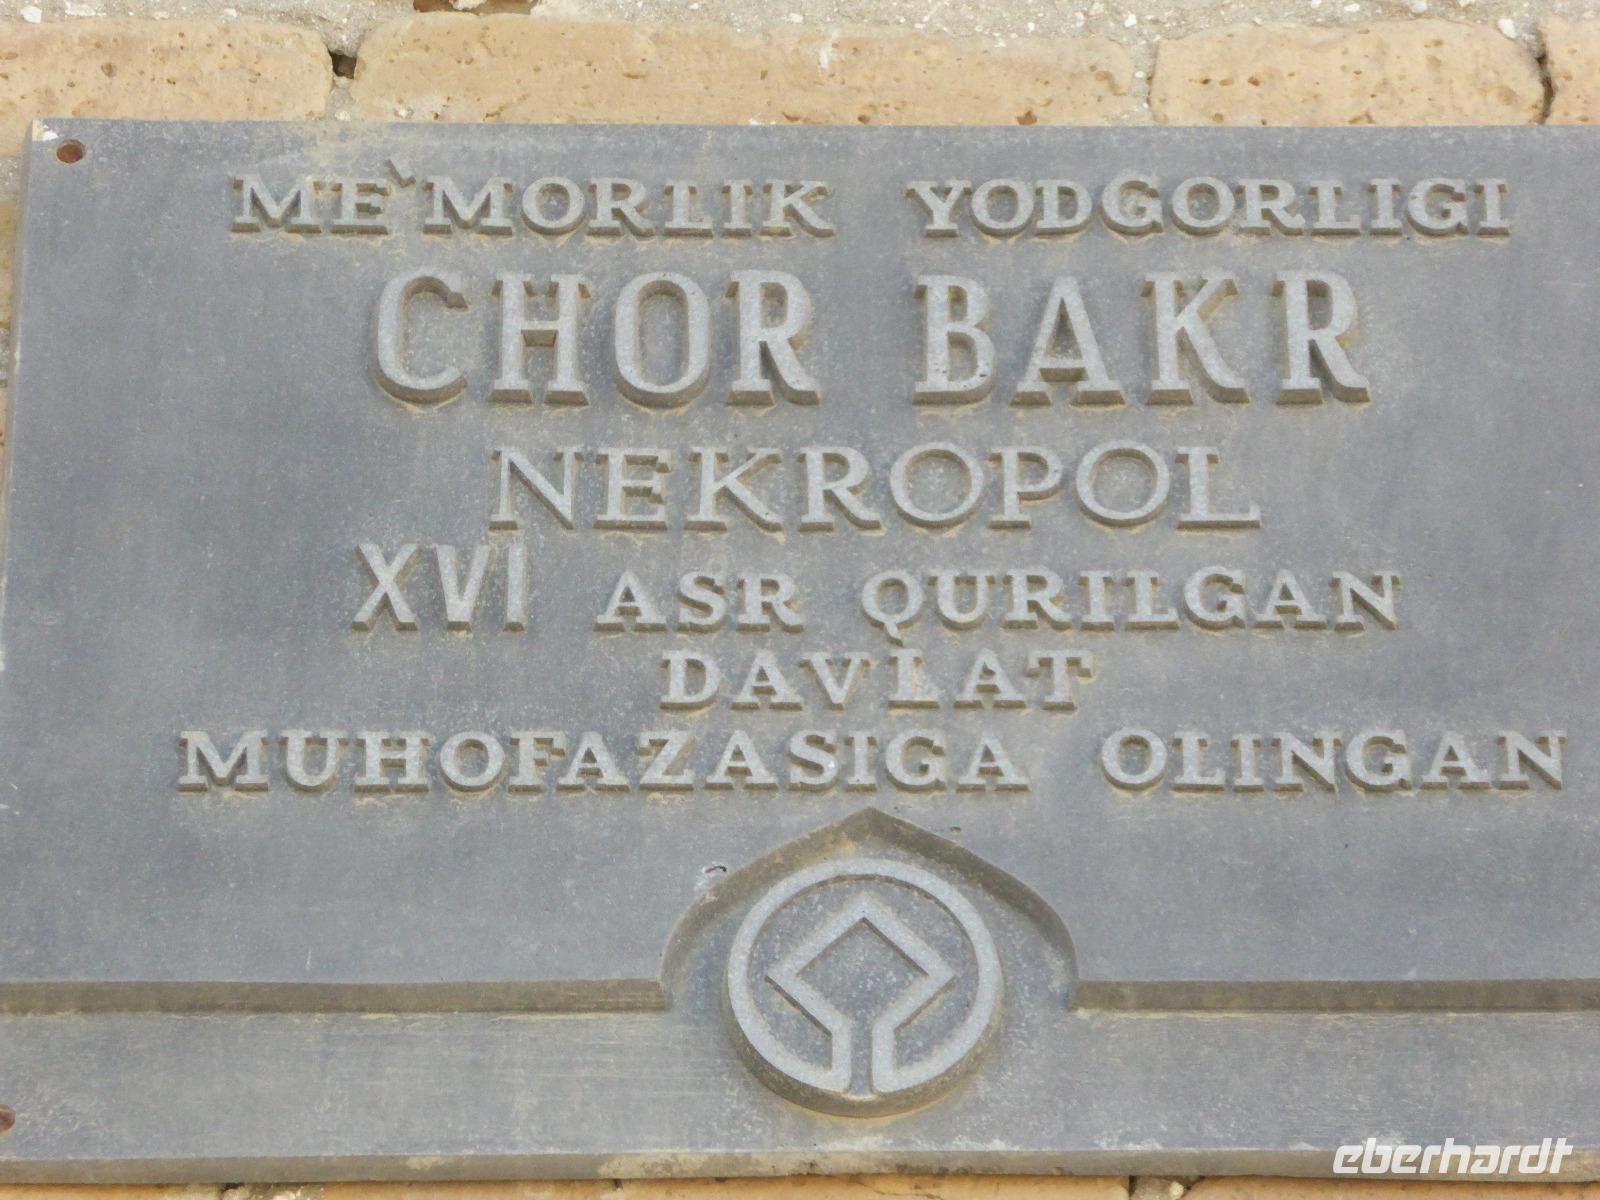 ME`MORLIK YODGORLIGI
CHOR BAKR
NEKROPOL
XVI ASR QURILGAN
DAVLAT
MUHOFAZASIGA OLINGAN
eberhardt